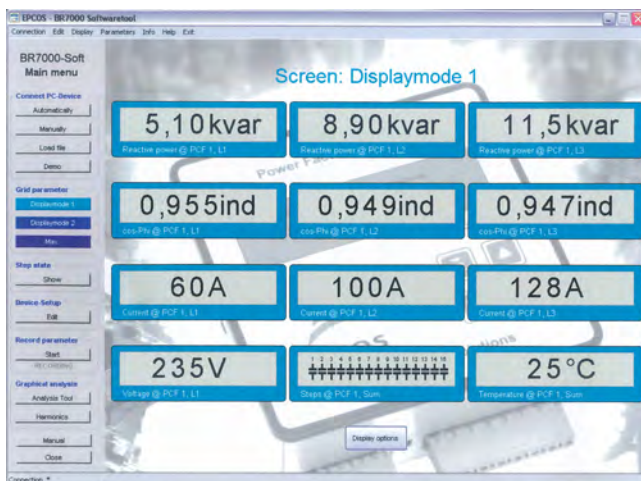 EPCOS - BR7000 Softwaretool
Connection Edit Display Parameters Info Help Exit
BR7000-Soft
Main menu
Connect PC-Device
Automatically
Manually
Load file
Demo
Grid parameter
Displaymode 1
Displaymode 2
Max.
Step stats
Show
Device-Setup
Edit
Record parameter
Start
Graphical analysis
Analysis Tool
Harmonics
Manual
Close
Connection: *
Screen: Displaymode 1
5,10kvar 8,90kvar 11,5kvar
Reactive power @ PCF 1, L1 Reactive power @ PCF 1, L2 Reactive power @ PCF 1, L3
Power Fac
0,955ind 0,949ind 0,947ind
cos-Phi @ PCF 1, L1 cos-Phi @ PCF 1, L2 cos-Phi @ PCF 1, L3
60A 100A 128A
Current @ PCF 1, L1 Current @ PCF 1, L2 Current @ PCF 1, L3
235V 1 2 3 4 5 6 7 8 9 10 11 12 13 14 15 25°C
Voltage @ PCF 1, L1 Steps @ PCF 1, Sum Temperature @ PCF 1, Sum
Display options